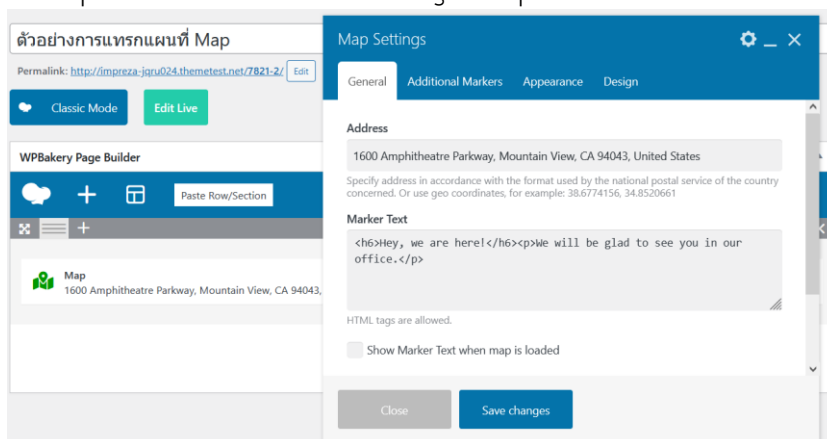 ตัวอย่างการแทรกแผนที่ Map
Permalink: http://impreza-jqru024.themetest.net/7821-2/ Edit
Classic Mode
Edit Live
WPBakery Page Builder
Paste Row/Section
Map
1600 Amphitheatre Parkway, Mountain View, CA 94043,
Map Settings
General Additional Markers Appearance Design
Address
1600 Amphitheatre Parkway, Mountain View, CA 94043, United States
Specify address in accordance with the format used by the national postal service of the country
concerned. Or use geo coordinates, for example: 38.6774156, 34.8520661
Marker Text
<h6>Hey, we are here!</h6><p>We will be glad to see you in our
office.</p>
HTML tags are allowed.
Show Marker Text when map is loaded
Close
Save changes